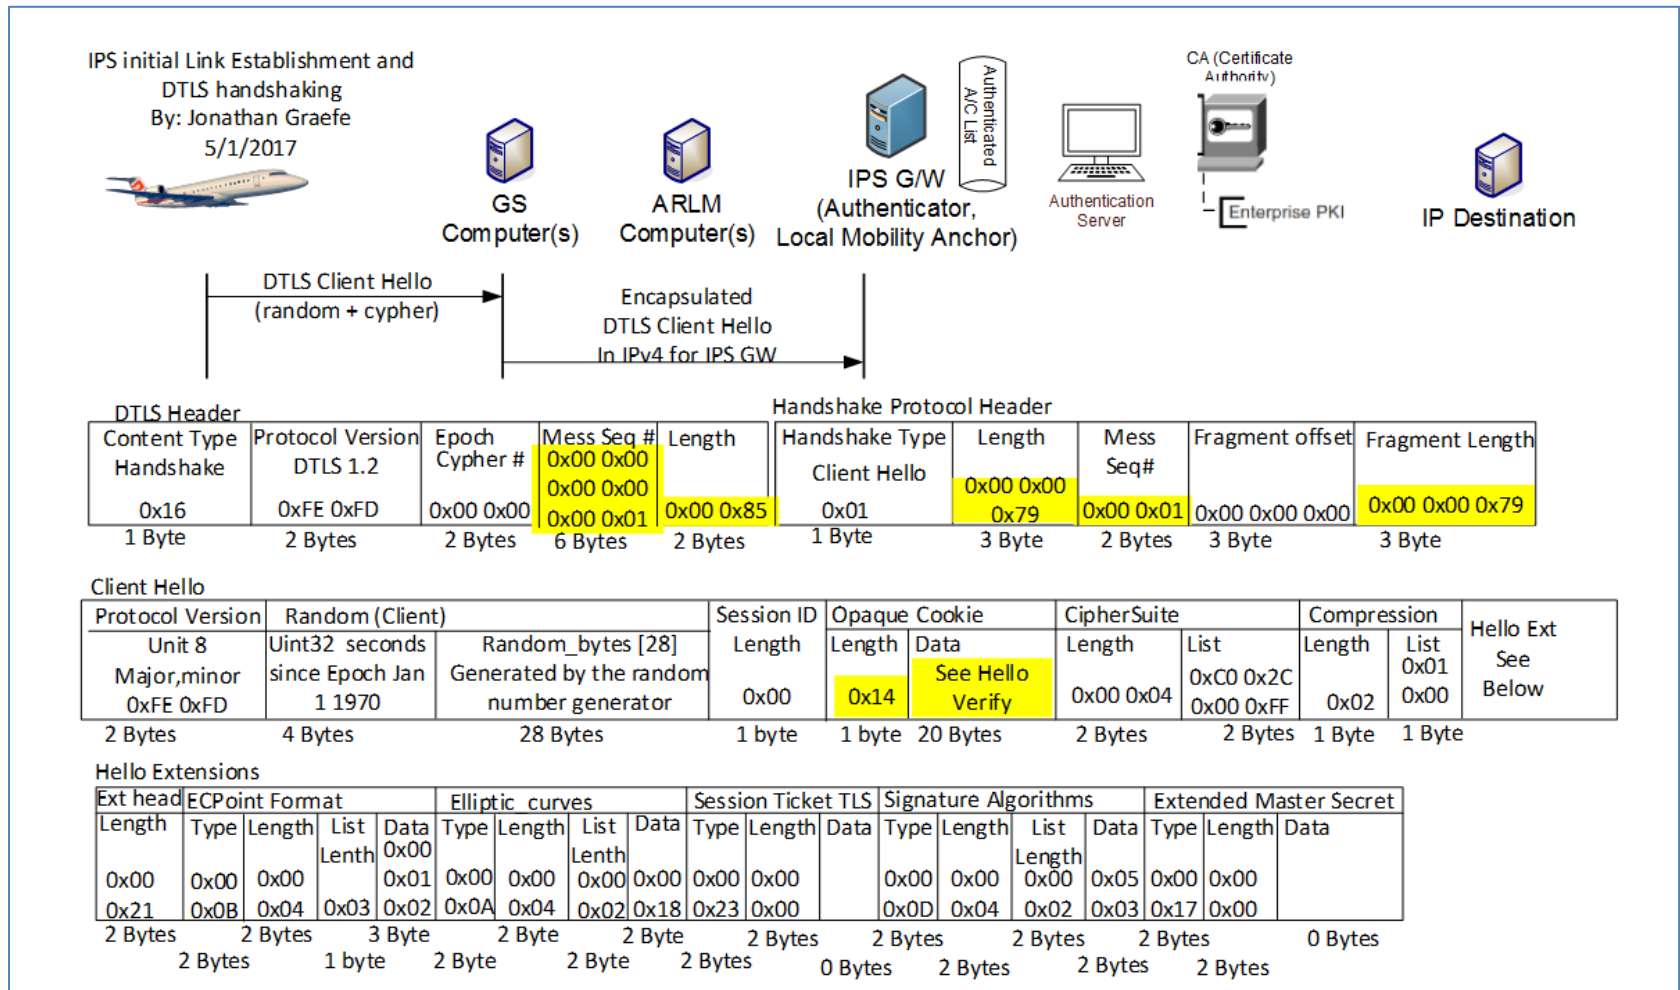 IPS initial Link Establishment and
DTLS handshaking
By: Jonathan Graefe
5/1/2017
GS
Computer(s)
ARLM
Computer(s)
IPS G/W
(Authenticator,
Local Mobility Anchor)
Authenticated
A/C List
Authentication
Server
CA (Certificate
Authority)
Enterprise PKI
IP Destination
DTLS Client Hello
(random + cypher)
Encapsulated
DTLS Client Hello
In IPv4 for IPS GW
DTLS Header
Handshake Protocol Header
Content Type Protocol Version Epoch Mess Seq # Length Handshake Type Length Mess Fragment offset Fragment Length
Handshake DTLS 1.2 Cypher # 0x00 0x00 Client Hello Seq#
0x00 0x00 0x00 0x00
0x16 0xFE 0xFD 0x00 0x00 0x00 0x01 0x00 0x85 0x01 0x79 0x00 0x01 0x00 0x00 0x00 0x00 0x00 0x79
1 Byte 2 Bytes 2 Bytes 6 Bytes 2 Bytes 1 Byte 3 Byte 2 Bytes 3 Byte 3 Byte
Client Hello
Protocol Version Random (Client) Session ID Opaque Cookie CipherSuite Compression Hello Ext
Unit 8 Uint32 seconds Random_bytes [28] Length Length Data Length List Length List See
Major,minor since Epoch Jan Generated by the random See Hello 0xC0 0x2C 0x01 Below
0xFE 0xFD 1 1970 number generator 0x00 0x14 Verify 0x00 0x04 0x00 0xFF 0x02 0x00
2 Bytes 4 Bytes 28 Bytes 1 byte 1 byte 20 Bytes 2 Bytes 2 Bytes 1 Byte 1 Byte
Hello Extensions
Ext head ECPoint Format Elliptic_curves Session Ticket TLS Signature Algorithms Extended Master Secret
Length Type Length List Data Type Length List Data Type Length Data Type Length List Data Type Length Data
Lenth 0x00 Lenth Length
0x00 0x00 0x00 0x01 0x00 0x00 0x00 0x00 0x00 0x00 0x00 0x00 0x00 0x05 0x00 0x00
0x21 0x0B 0x04 0x03 0x02 0x0A 0x04 0x02 0x18 0x23 0x00 0x0D 0x04 0x02 0x03 0x17 0x00
2 Bytes 2 Bytes 3 Byte 2 Byte 2 Byte 2 Bytes 2 Bytes 2 Bytes 2 Bytes 0 Bytes
2 Bytes 1 byte 2 Byte 2 Byte 2 Bytes 0 Bytes 2 Bytes 2 Bytes 2 Bytes